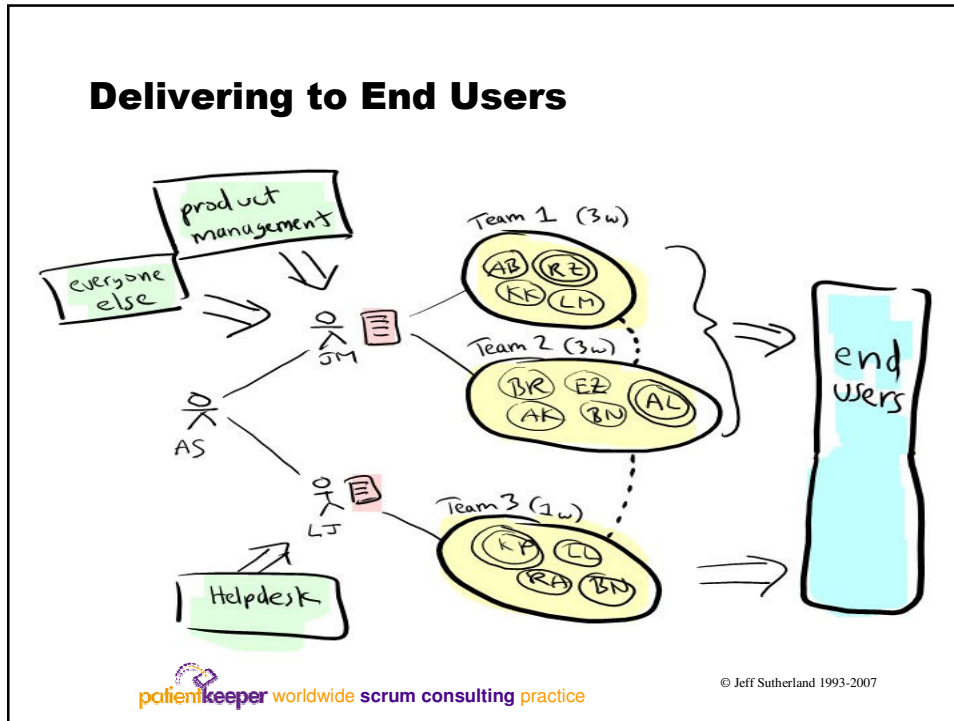 Delivering to End Users
product
management
everyone
else
JM
AS
LJ
Helpdesk
Team 1 (3w)
AB RZ
KK LM
Team 2 (3w)
BR EZ AL
AK BN
Team 3 (1w)
KP LL
RA BN
end
users
patientkeeper worldwide scrum consulting practice
© Jeff Sutherland 1993-2007